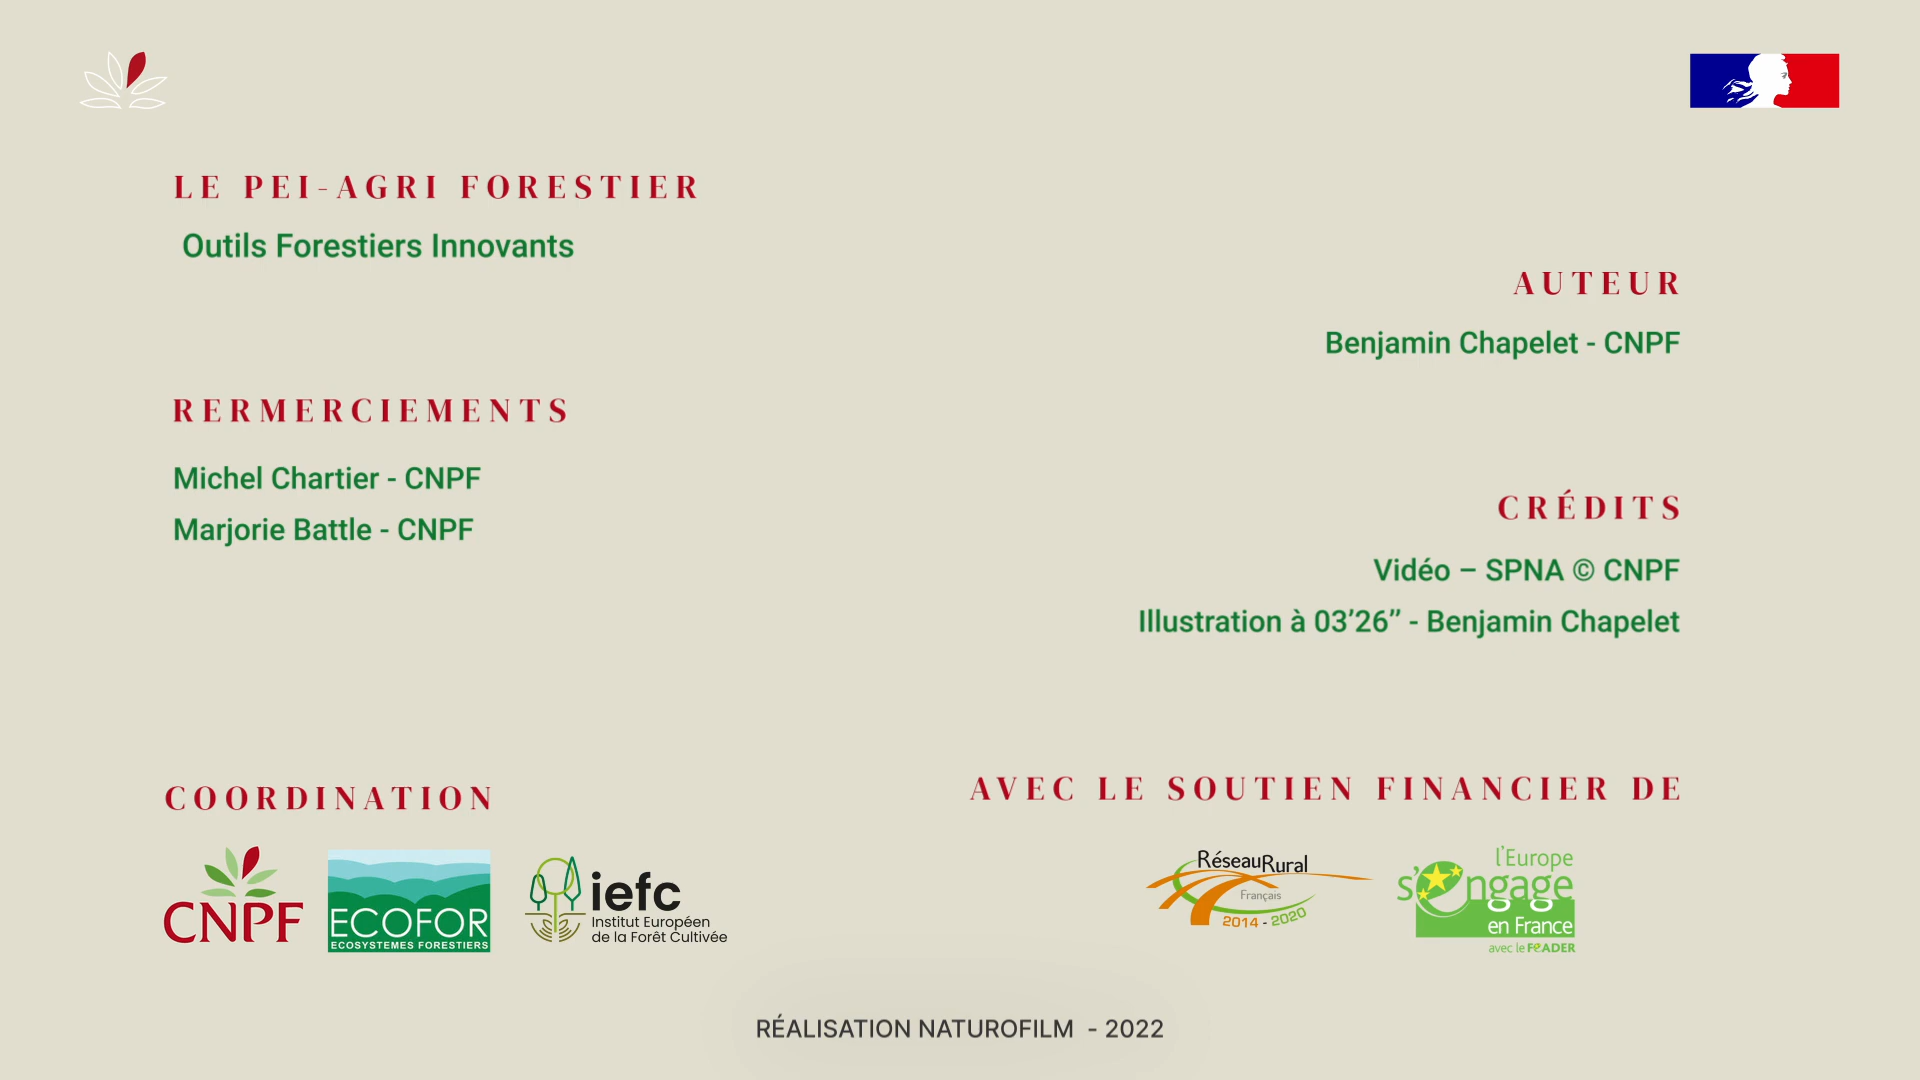 LE PEI-AGRI FORESTIER
Outils Forestiers Innovants
AUTEUR
Benjamin Chapelet - CNPF
RERMERCIEMENTS
Michel Chartier - CNPF
Marjorie Battle - CNPF
CRÉDITS
Vidéo – SPNA © CNPF
Illustration à 03’26’’ - Benjamin Chapelet
COORDINATION
CNPF
ECOFOR
ECOSYSTEMES FORESTIERS
iefc
Institut Européen
de la Forêt Cultivée
AVEC LE SOUTIEN FINANCIER DE
RéseauRural
Français
2014 - 2020
l'Europe
s'engage
en France
avec le FEADER
RÉALISATION NATUROFILM - 2022